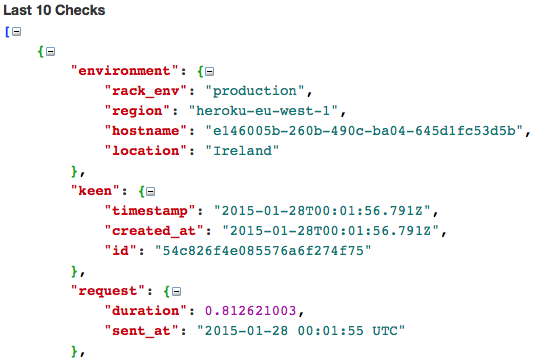 Last 10 Checks
[
{
"environment": {
"rack_env": "production",
"region": "heroku-eu-west-1",
"hostname": "e146005b-260b-490c-ba04-645d1fc53d5b",
"location": "Ireland"
},
"keen": {
"timestamp": "2015-01-28T00:01:56.791Z",
"created_at": "2015-01-28T00:01:56.791Z",
"id": "54c826f4e085576a6f274f75"
},
"request": {
"duration": 0.812621003,
"sent_at": "2015-01-28 00:01:55 UTC"
},